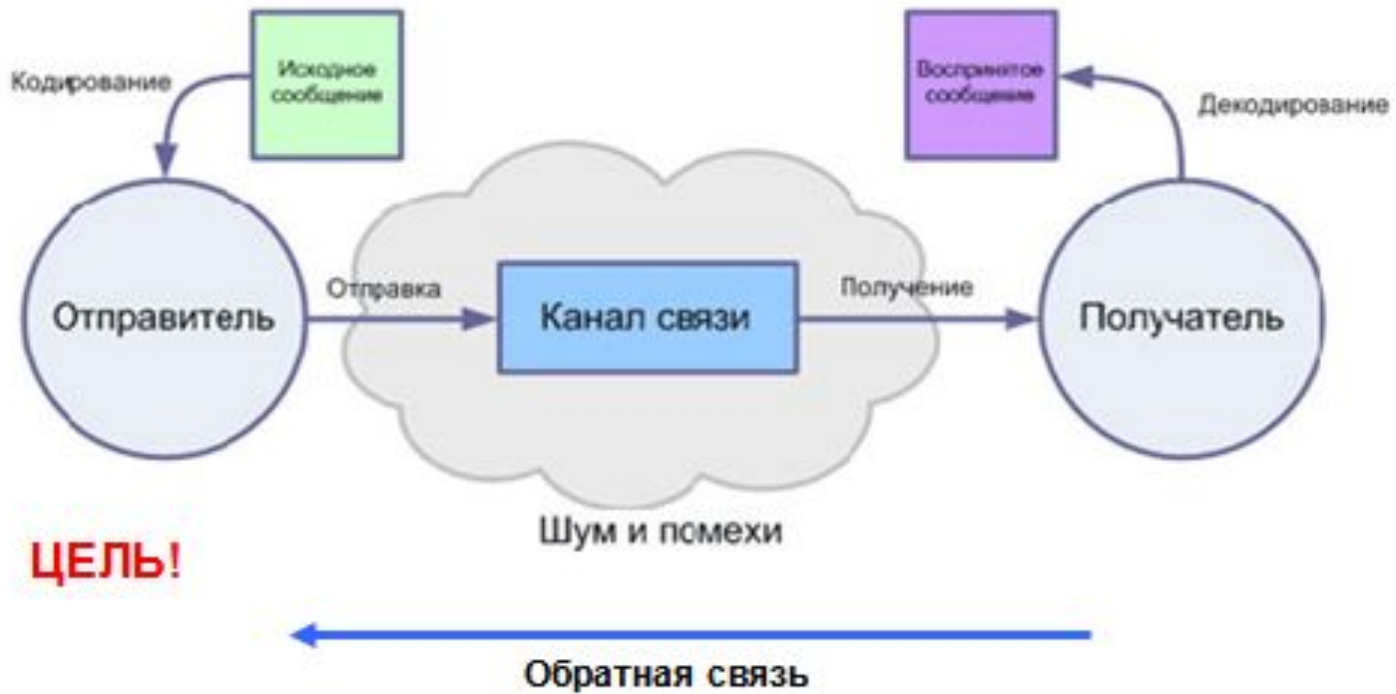 Исходное
сообщение
Воспринятое
сообщение
Кодирование
Декодирование
Отправка
Получение
Отправитель
Канал связи
Получатель
Шум и помехи
ЦЕЛЬ!
Обратная связь